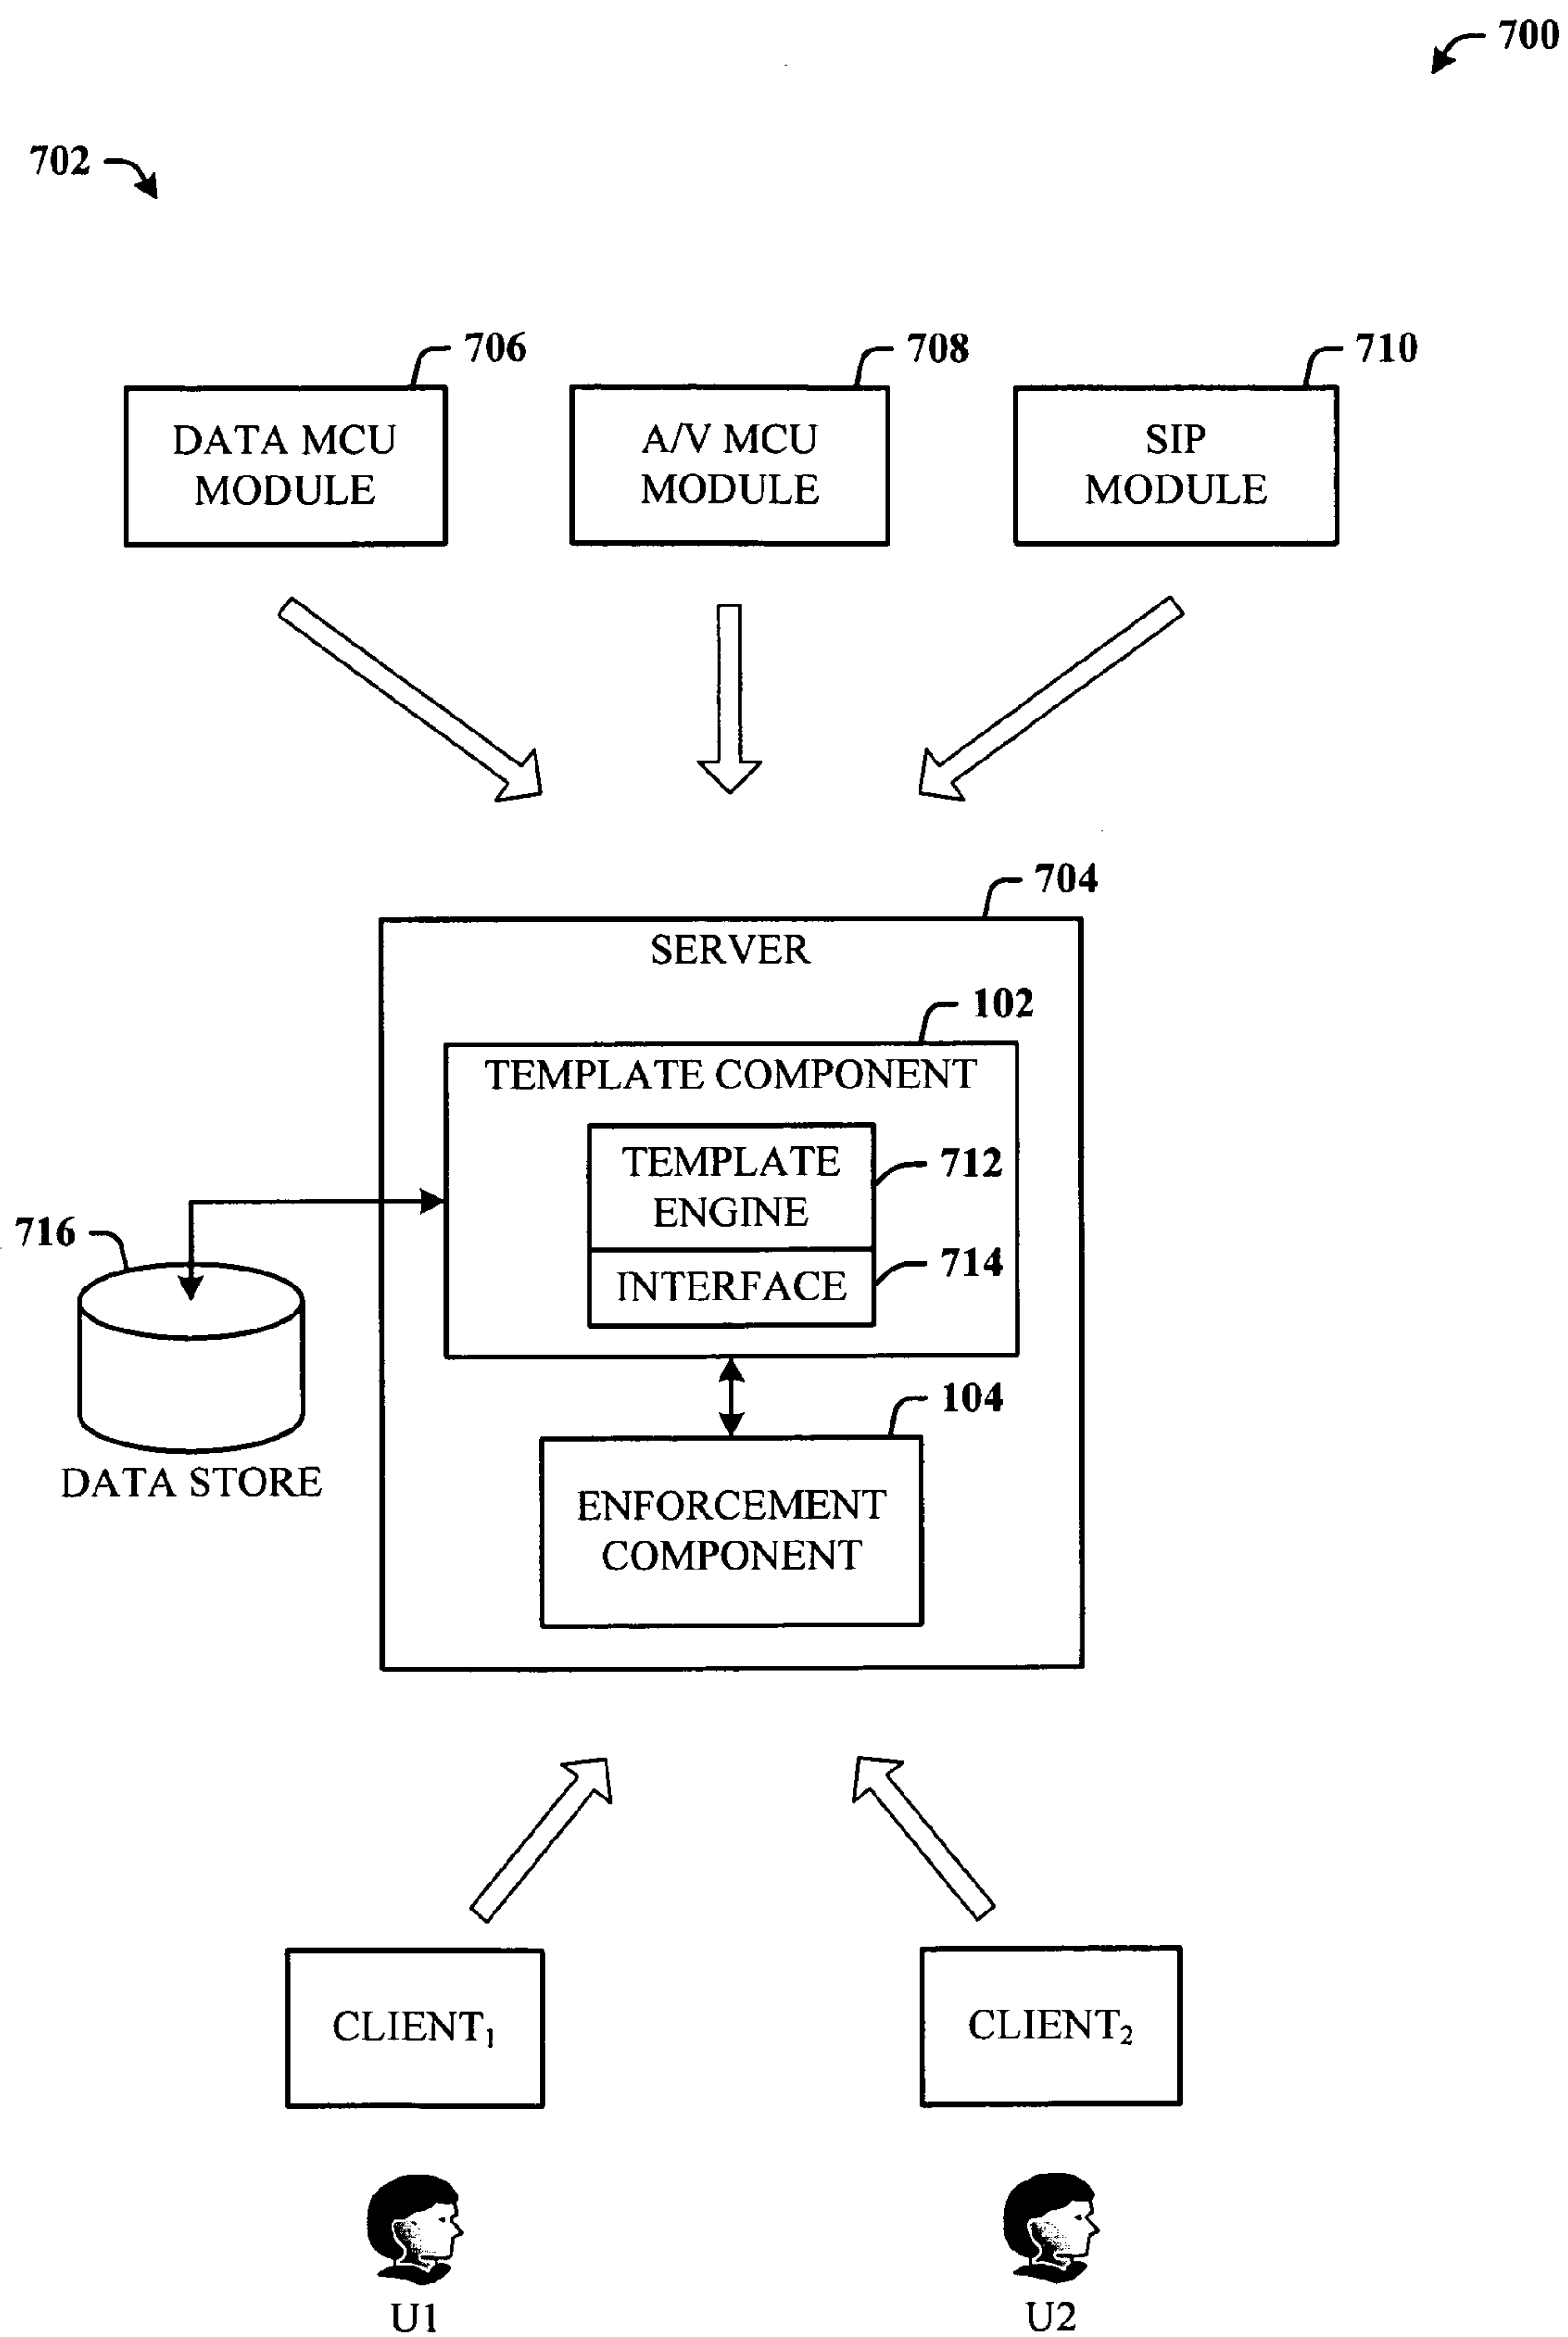 700
702
706
708
710
DATA MCU
MODULE
A/V MCU
MODULE
SIP
MODULE
704
SERVER
102
TEMPLATE COMPONENT
TEMPLATE
ENGINE
712
716
INTERFACE
714
104
DATA STORE
ENFORCEMENT
COMPONENT
CLIENT₁
CLIENT₂
U1
U2